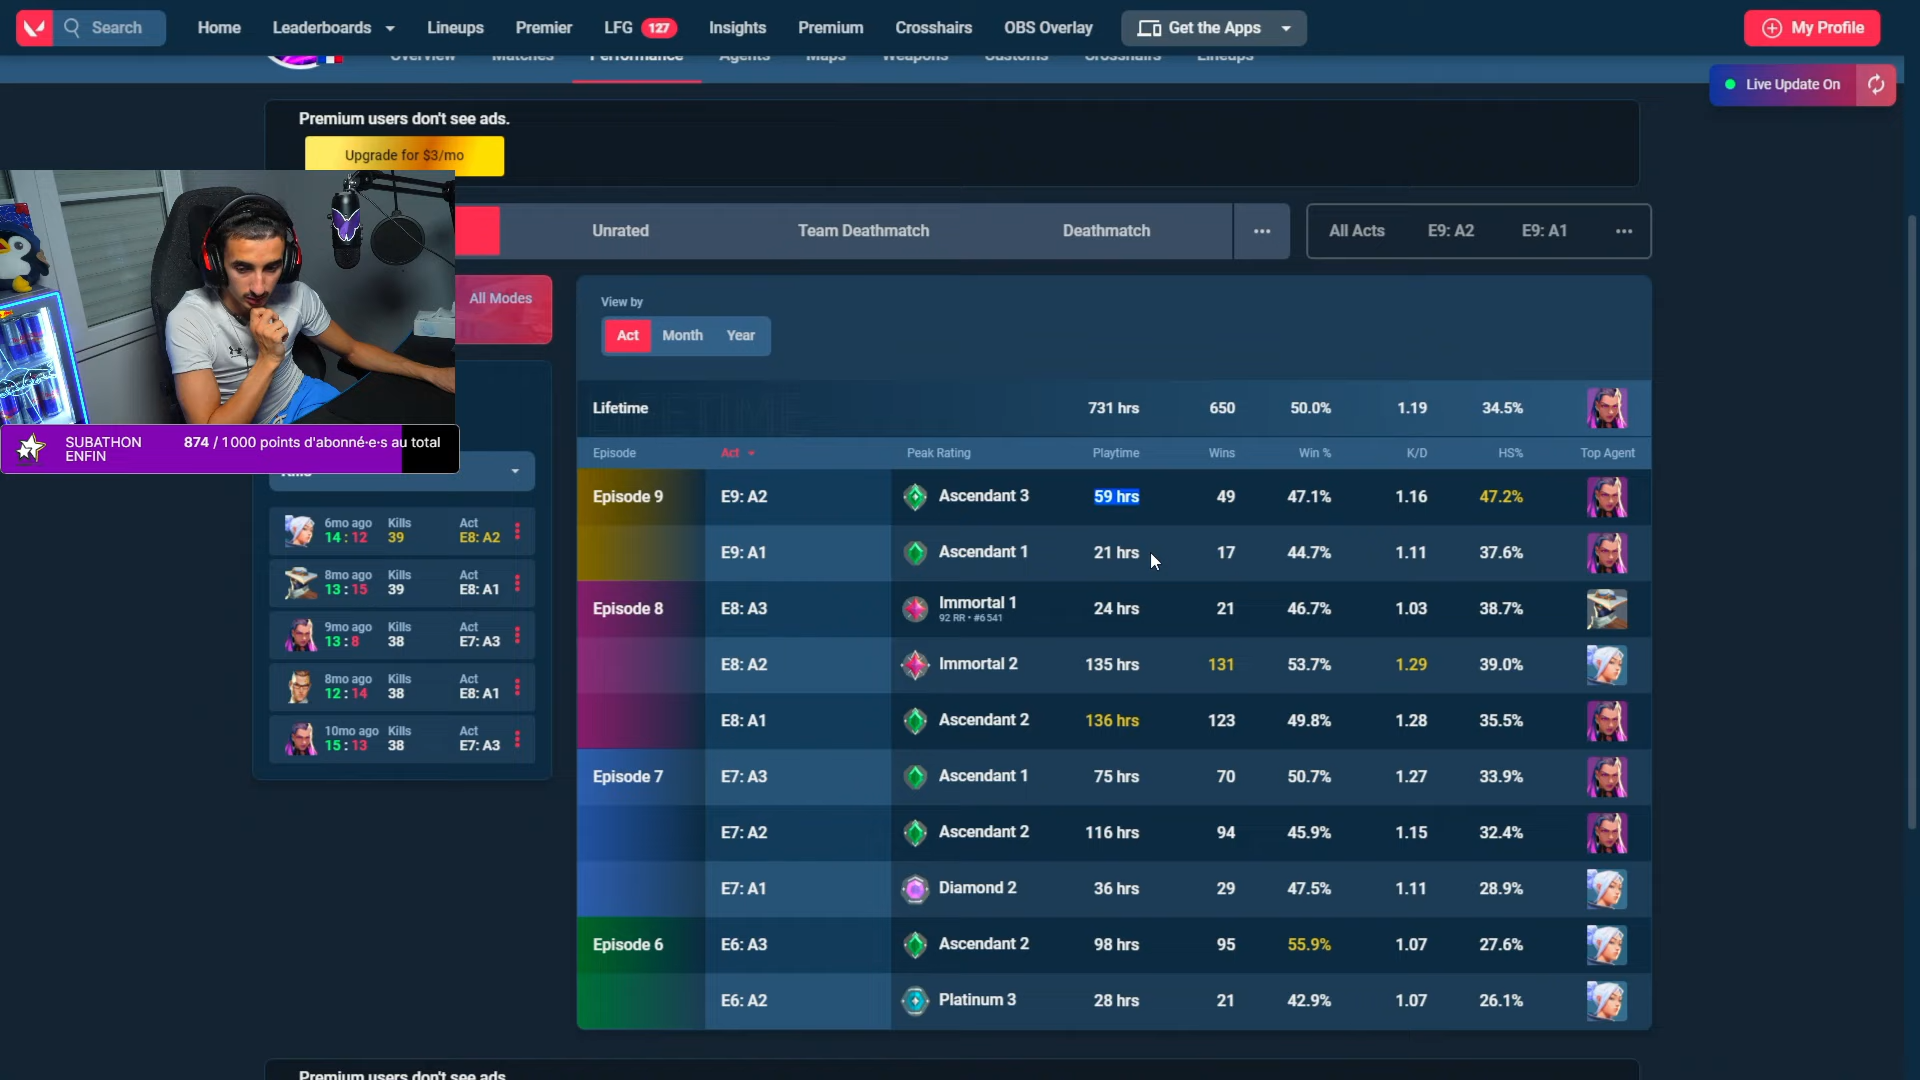 Search
Home
Leaderboards
Lineups
Premier
LFG 127
Insights
Premium
Crosshairs
OBS Overlay
Get the Apps
My Profile
Overview
Matches
Performance
Agents
Maps
Weapons
Customs
Crosshairs
Lineups
Live Update On
Premium users don't see ads.
Upgrade for $3/mo
Unrated
Team Deathmatch
Deathmatch
All Acts
E9: A2
E9: A1
All Modes
View by
Act Month Year
Lifetime 731 hrs 650 50.0% 1.19 34.5%
Episode Act Peak Rating Playtime Wins Win % K/D HS% Top Agent
Episode 9 E9: A2 Ascendant 3 59 hrs 49 47.1% 1.16 47.2%
E9: A1 Ascendant 1 21 hrs 17 44.7% 1.11 37.6%
Episode 8 E8: A3 Immortal 1 24 hrs 21 46.7% 1.03 38.7%
92 RR • #6541
E8: A2 Immortal 2 135 hrs 131 53.7% 1.29 39.0%
E8: A1 Ascendant 2 136 hrs 123 49.8% 1.28 35.5%
Episode 7 E7: A3 Ascendant 1 75 hrs 70 50.7% 1.27 33.9%
E7: A2 Ascendant 2 116 hrs 94 45.9% 1.15 32.4%
E7: A1 Diamond 2 36 hrs 29 47.5% 1.11 28.9%
Episode 6 E6: A3 Ascendant 2 98 hrs 95 55.9% 1.07 27.6%
E6: A2 Platinum 3 28 hrs 21 42.9% 1.07 26.1%
SUBATHON 874 / 1000 points d'abonné·e·s au total
ENFIN
6mo ago Kills Act
14 : 12 39 E8: A2
8mo ago Kills Act
13 : 15 39 E8: A1
9mo ago Kills Act
13 : 8 38 E7: A3
8mo ago Kills Act
12 : 14 38 E8: A1
10mo ago Kills Act
15 : 13 38 E7: A3
Premium users don't see ads.